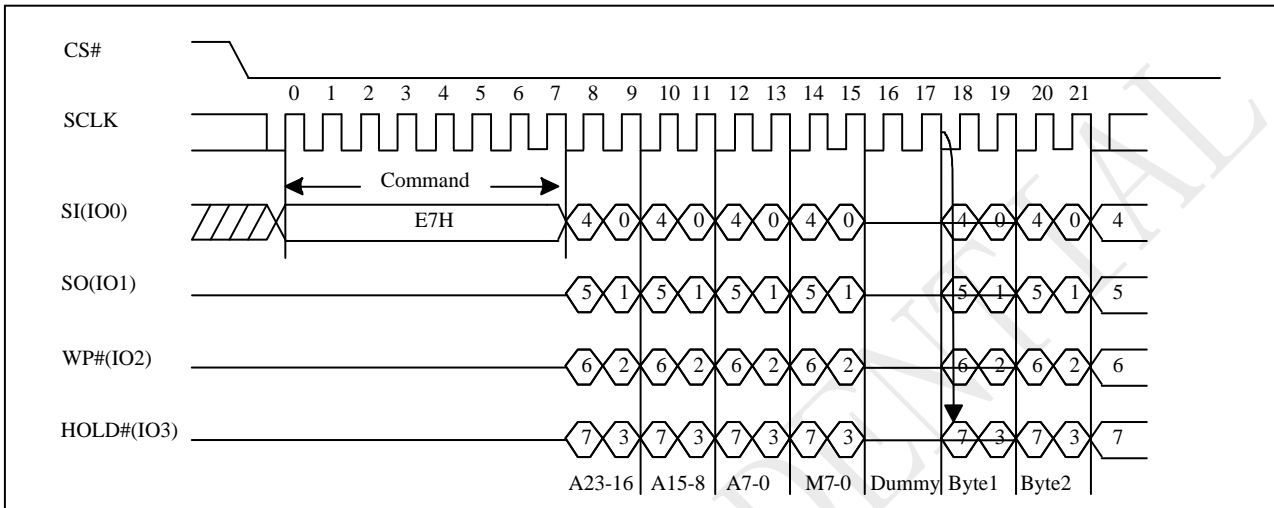 CS#
0 1 2 3 4 5 6 7 8 9 10 11 12 13 14 15 16 17 18 19 20 21
SCLK
Command
SI(IO0) E7H 4 0 4 0 4 0 4 0 4 0 4 0 4
SO(IO1) 5 1 5 1 5 1 5 1 5 1 5 1 5
WP#(IO2) 6 2 6 2 6 2 6 2 6 2 6 2 6
HOLD#(IO3) 7 3 7 3 7 3 7 3 7 3 7 3 7
A23-16 A15-8 A7-0 M7-0 Dummy Byte1 Byte2
DENTIAL